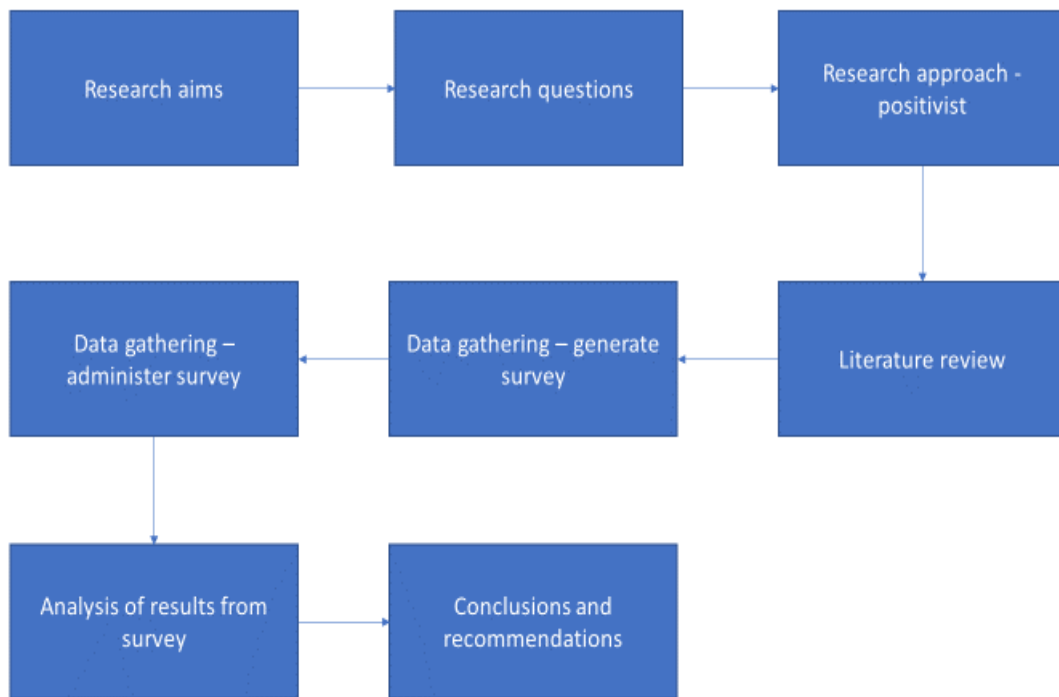 Research aims
Research questions
Research approach -
positivist
Literature review
Data gathering – generate
survey
Data gathering –
administer survey
Analysis of results from
survey
Conclusions and
recommendations